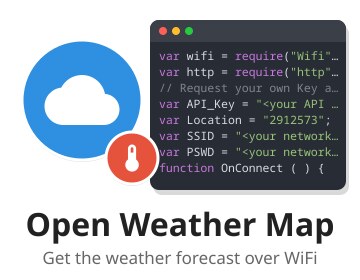 var wifi = require("Wifi"…
var http = require("http"…
// Request your own Key a…
var API_Key = "<your API …
var Location = "2912573";
var SSID = "<your network…
var PSWD = "<your network…
function OnConnect ( ) {
Open Weather Map
Get the weather forecast over WiFi